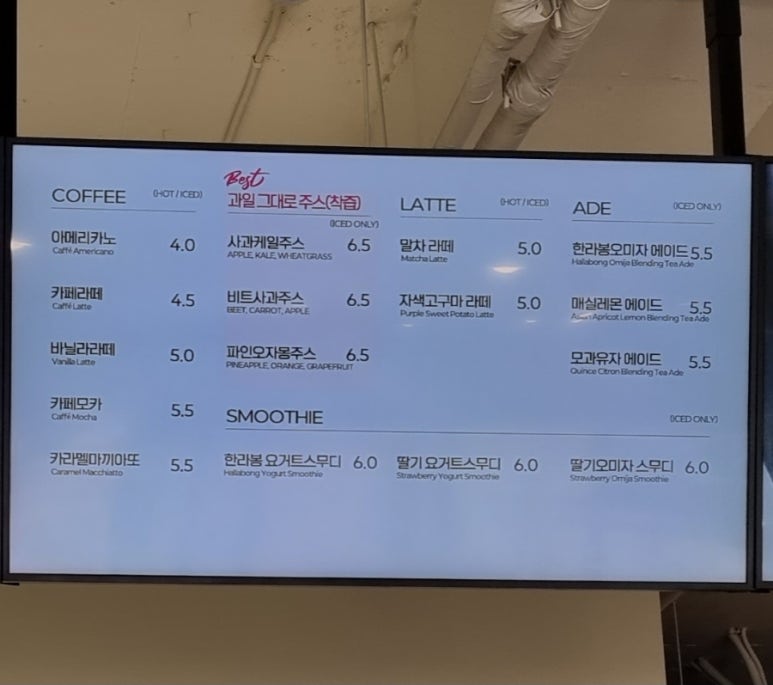 COFFEE (HOT / ICED)
아메리카노 4.0
Caffé Americano
카페라떼 4.5
Caffé Latte
바닐라라떼 5.0
Vanilla Latte
카페모카 5.5
Caffé Mocha
카라멜마끼아또 5.5
Caramel Macchiatto
Best
과일 그대로 주스(착즙)
(ICED ONLY)
사과케일주스 6.5
APPLE, KALE, WHEATGRASS
비트사과주스 6.5
BEET, CARROT, APPLE
파인오자몽주스 6.5
PINEAPPLE, ORANGE, GRAPEFRUIT
LATTE (HOT / ICED)
말차 라떼 5.0
Matcha Latte
자색고구마 라떼 5.0
Purple Sweet Potato Latte
ADE (ICED ONLY)
한라봉오미자 에이드 5.5
Hallabong Omija Blending Tea Ade
매실레몬 에이드 5.5
Asian Apricot Lemon Blending Tea Ade
모과유자 에이드 5.5
Quince Citron Blending Tea Ade
SMOOTHIE (ICED ONLY)
한라봉 요거트스무디 6.0
Hallabong Yogurt Smoothie
딸기 요거트스무디 6.0
Strawberry Yogurt Smoothie
딸기오미자 스무디 6.0
Strawberry Omija Smoothie